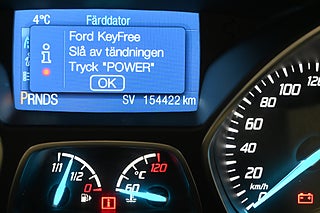 4°C Färddator
Ford KeyFree
Slå av tändningen
Tryck "POWER"
OK
PRNDS SV 154422 km
1/1 1/2 0
60 °C 120
0 20 40 60 80 100 120
km/h